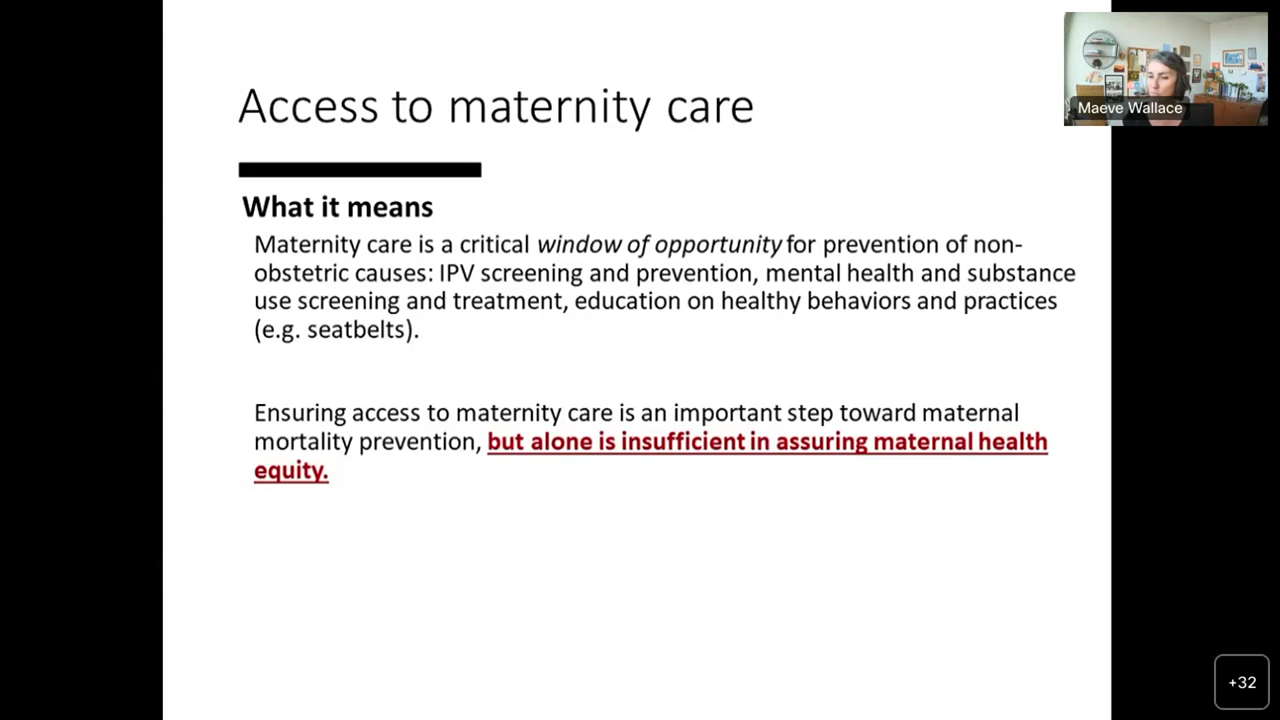 Access to maternity care
Maeve Wallace
What it means
Maternity care is a critical window of opportunity for prevention of non-
obstetric causes: IPV screening and prevention, mental health and substance
use screening and treatment, education on healthy behaviors and practices
(e.g. seatbelts).
Ensuring access to maternity care is an important step toward maternal
mortality prevention, but alone is insufficient in assuring maternal health
equity.
+32